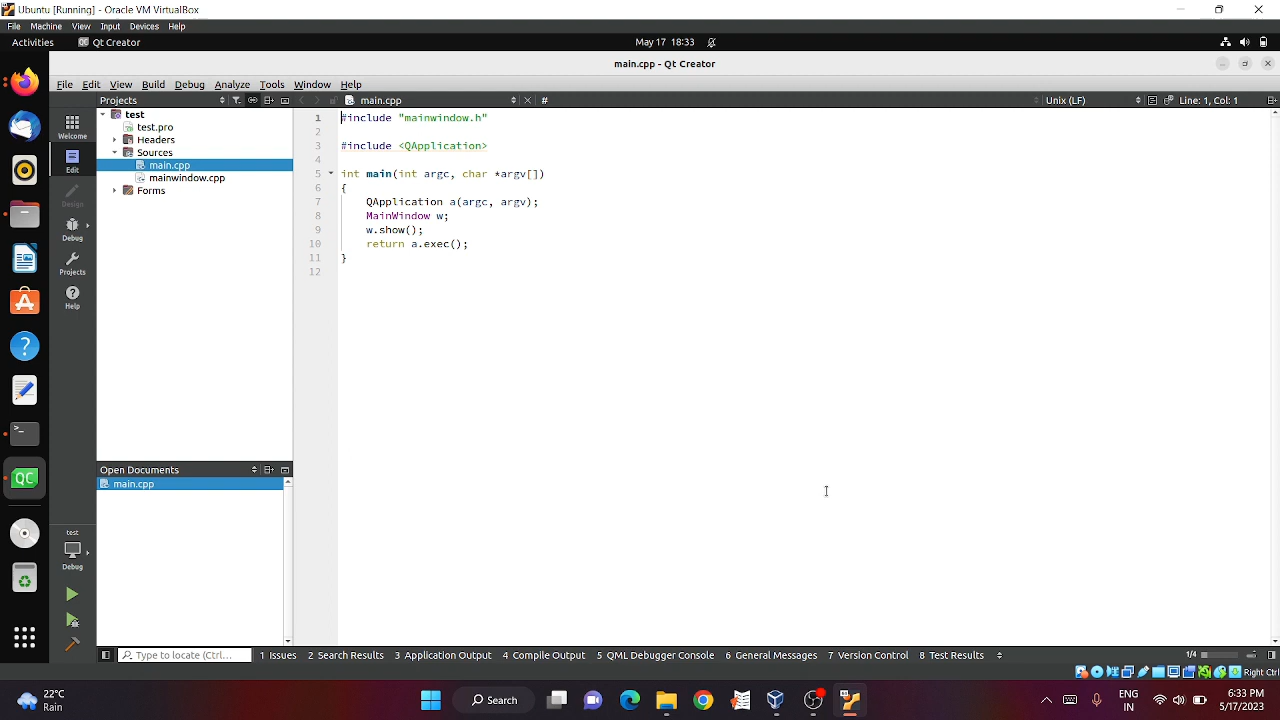 Ubuntu [Running] - Oracle VM VirtualBox
File Machine View Input Devices Help
Activities Qt Creator May 17 18:33
main.cpp - Qt Creator
File Edit View Build Debug Analyze Tools Window Help
Projects main.cpp # Unix (LF) Line: 1, Col: 1
Welcome
Edit
Design
Debug
Projects
Help
test
Debug
test
test.pro
Headers
Sources
main.cpp
mainwindow.cpp
Forms
Open Documents
main.cpp
1 #include "mainwindow.h"
2
3 #include <QApplication>
4
5 int main(int argc, char *argv[])
6 {
7 QApplication a(argc, argv);
8 MainWindow w;
9 w.show();
10 return a.exec();
11 }
12
Type to locate (Ctrl... 1 Issues 2 Search Results 3 Application Output 4 Compile Output 5 QML Debugger Console 6 General Messages 7 Version Control 8 Test Results 1/4
Right Ctrl
22°C
Rain
Search
ENG
IN
6:33 PM
5/17/2023